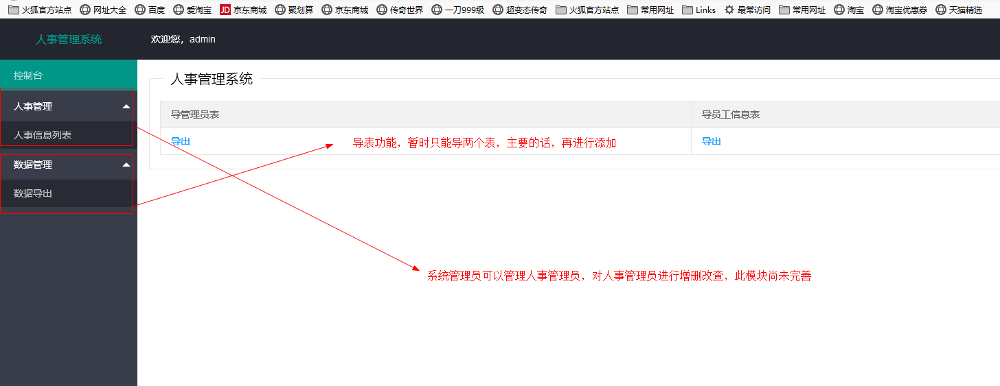 火狐官方站点 网址大全 百度 爱淘宝 JD 京东商城 聚划算 京东商城 传奇世界 一刀999级 超变态传奇 火狐官方站点 常用网址 Links 最常访问 常用网址 淘宝 淘宝优惠券 天猫精选
人事管理系统 欢迎您，admin
控制台
人事管理系统
人事管理
导管理员表 导员工信息表
人事信息列表
导出 导出
导表功能，暂时只能导两个表，主要的话，再进行添加
数据管理
数据导出
系统管理员可以管理人事管理员，对人事管理员进行增删改查，此模块尚未完善